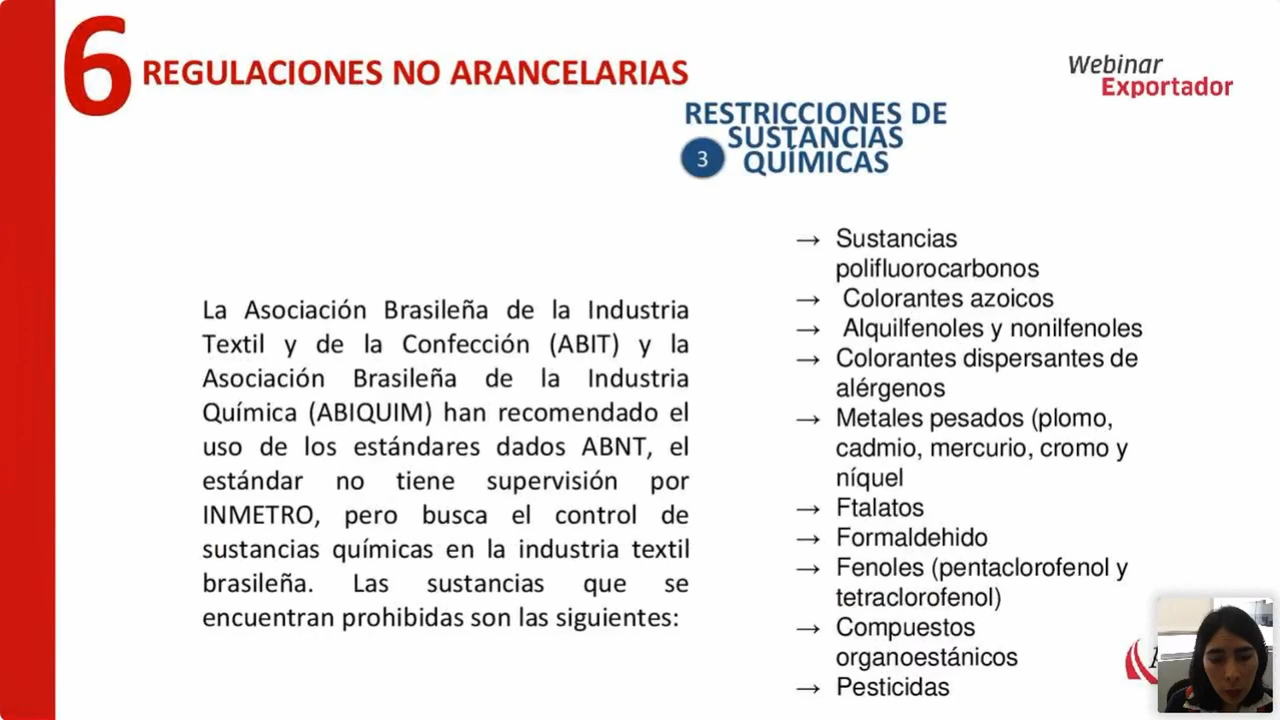 6
REGULACIONES NO ARANCELARIAS
Webinar
Exportador
RESTRICCIONES DE
SUSTANCIAS
3 QUÍMICAS
La Asociación Brasileña de la Industria
Textil y de la Confección (ABIT) y la
Asociación Brasileña de la Industria
Química (ABIQUIM) han recomendado el
uso de los estándares dados ABNT, el
estándar no tiene supervisión por
INMETRO, pero busca el control de
sustancias químicas en la industria textil
brasileña. Las sustancias que se
encuentran prohibidas son las siguientes:
→ Sustancias
polifluorocarbonos
→ Colorantes azoicos
→ Alquilfenoles y nonilfenoles
→ Colorantes dispersantes de
alérgenos
→ Metales pesados (plomo,
cadmio, mercurio, cromo y
níquel
→ Ftalatos
→ Formaldehido
→ Fenoles (pentaclorofenol y
tetraclorofenol)
→ Compuestos
organoestánicos
→ Pesticidas